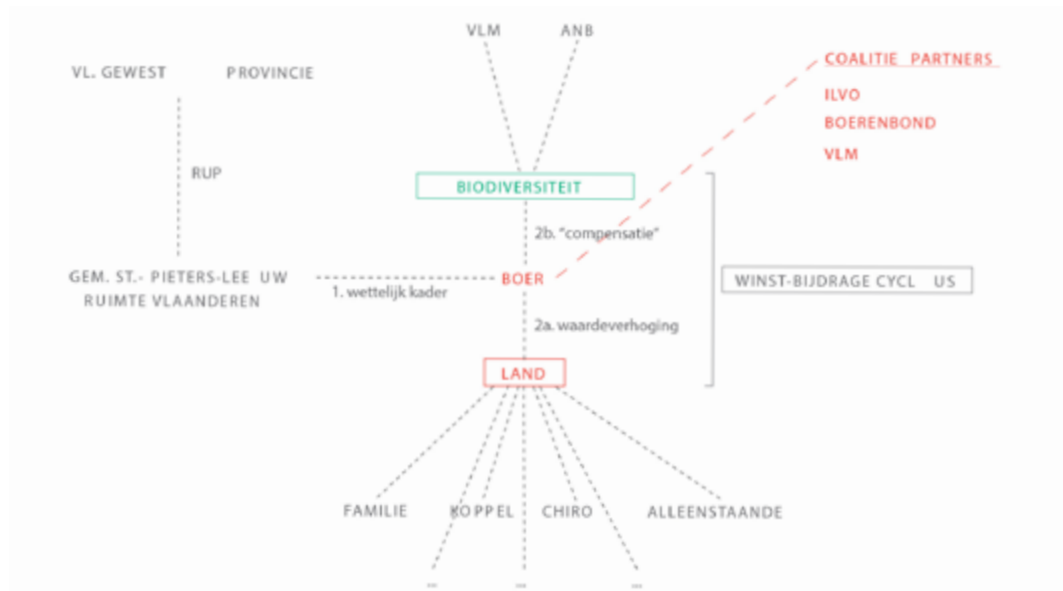 VLM ANB
VL. GEWEST PROVINCIE
COALITIE PARTNERS
ILVO
BOERENBOND
VLM
RUP
BIODIVERSITEIT
2b. "compensatie"
GEM. ST.- PIETERS-LEE UW
RUIMTE VLAANDEREN
1. wettelijk kader
BOER
WINST-BIJDRAGE CYCL US
2a. waardeverhoging
LAND
FAMILIE KOPPEL CHIRO ALLEENSTAANDE
... ... ...